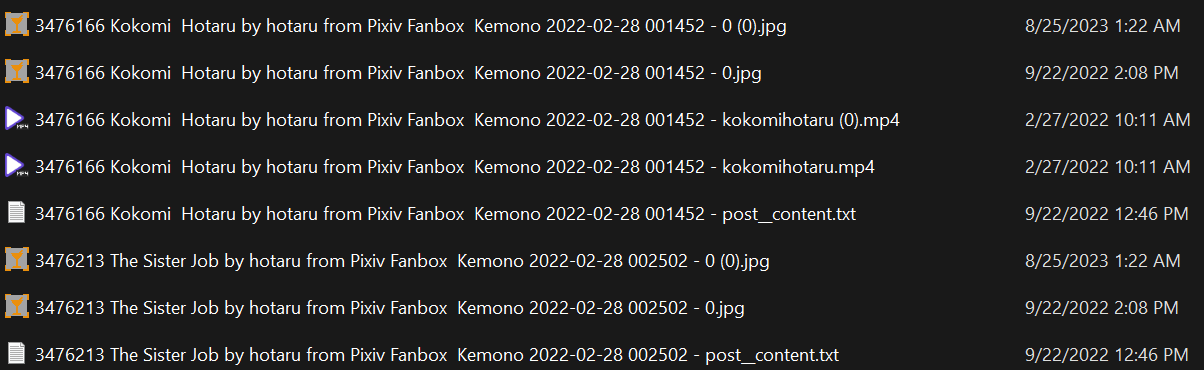 3476166 Kokomi  Hotaru by hotaru from Pixiv Fanbox  Kemono 2022-02-28 001452 - 0 (0).jpg 8/25/2023 1:22 AM
3476166 Kokomi  Hotaru by hotaru from Pixiv Fanbox  Kemono 2022-02-28 001452 - 0.jpg 9/22/2022 2:08 PM
3476166 Kokomi  Hotaru by hotaru from Pixiv Fanbox  Kemono 2022-02-28 001452 - kokomihotaru (0).mp4 2/27/2022 10:11 AM
3476166 Kokomi  Hotaru by hotaru from Pixiv Fanbox  Kemono 2022-02-28 001452 - kokomihotaru.mp4 2/27/2022 10:11 AM
3476166 Kokomi  Hotaru by hotaru from Pixiv Fanbox  Kemono 2022-02-28 001452 - post__content.txt 9/22/2022 12:46 PM
3476213 The Sister Job by hotaru from Pixiv Fanbox  Kemono 2022-02-28 002502 - 0 (0).jpg 8/25/2023 1:22 AM
3476213 The Sister Job by hotaru from Pixiv Fanbox  Kemono 2022-02-28 002502 - 0.jpg 9/22/2022 2:08 PM
3476213 The Sister Job by hotaru from Pixiv Fanbox  Kemono 2022-02-28 002502 - post__content.txt 9/22/2022 12:46 PM